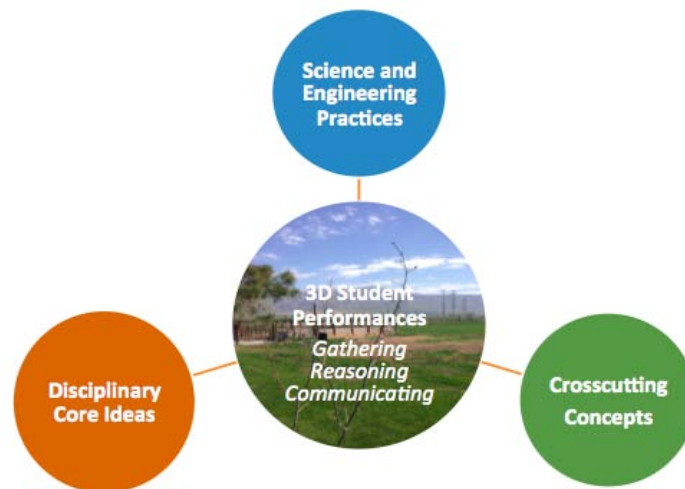 Science and
Engineering
Practices
3D Student
Performances
Gathering
Reasoning
Communicating
Disciplinary
Core Ideas
Crosscutting
Concepts